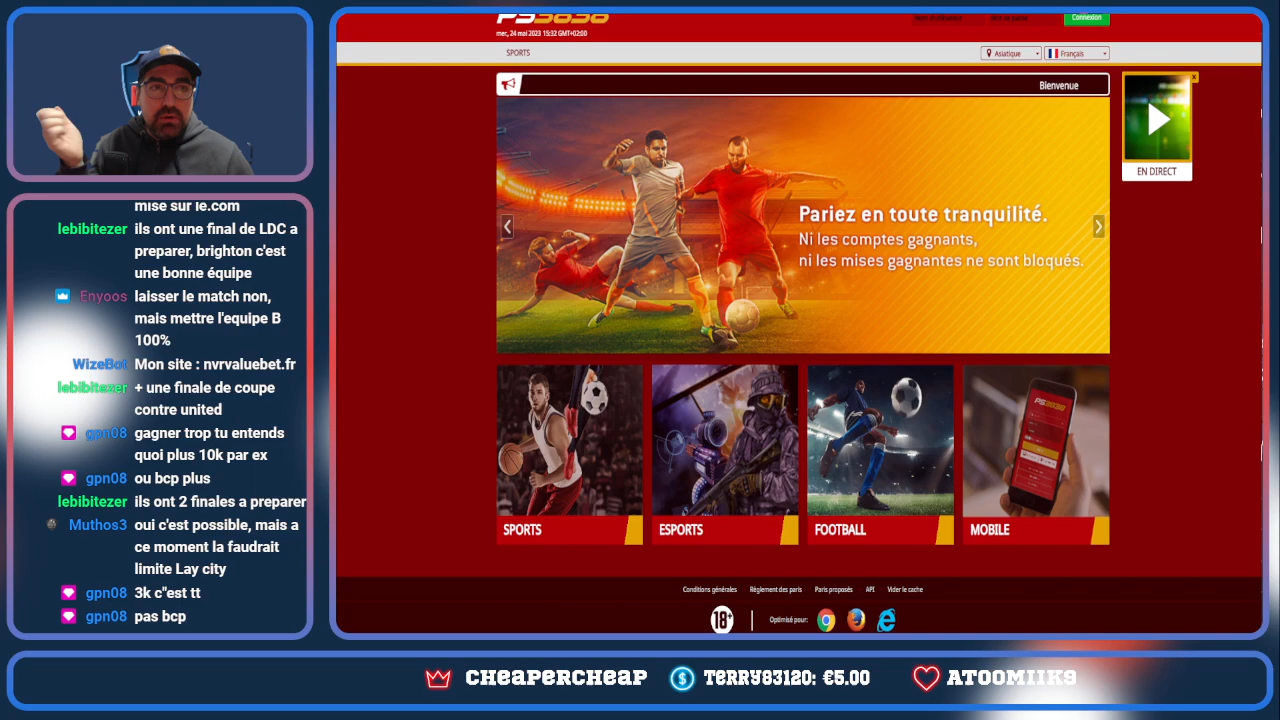 mise sur le.com
lebibitezer ils ont une final de LDC a
preparer, brighton c'est
une bonne équipe
Enyoos laisser le match non,
mais mettre l'equipe B
100%
WizeBot Mon site : nvrvaluebet.fr
lebibitezer + une finale de coupe
contre united
gpn08 gagner trop tu entends
quoi plus 10k par ex
gpn08 ou bcp plus
lebibitezer ils ont 2 finales a preparer
Muthos3 oui c'est possible, mais a
ce moment la faudrait
limite Lay city
gpn08 3k c"est tt
gpn08 pas bcp
PS3838
Connexion
mer., 24 mai 2023 15:32 GMT+02:00
SPORTS
Asiatique
Français
Bienvenue
EN DIRECT
Pariez en toute tranquilité.
Ni les comptes gagnants,
ni les mises gagnantes ne sont bloqués.
PS3838
SPORTS
ESPORTS
FOOTBALL
MOBILE
Conditions générales Règlement des paris Paris proposés API Vider le cache
18+ Optimisé pour:
CHEAPERCHEAP
TERRY83120: €5.00
ATOOMIIK9